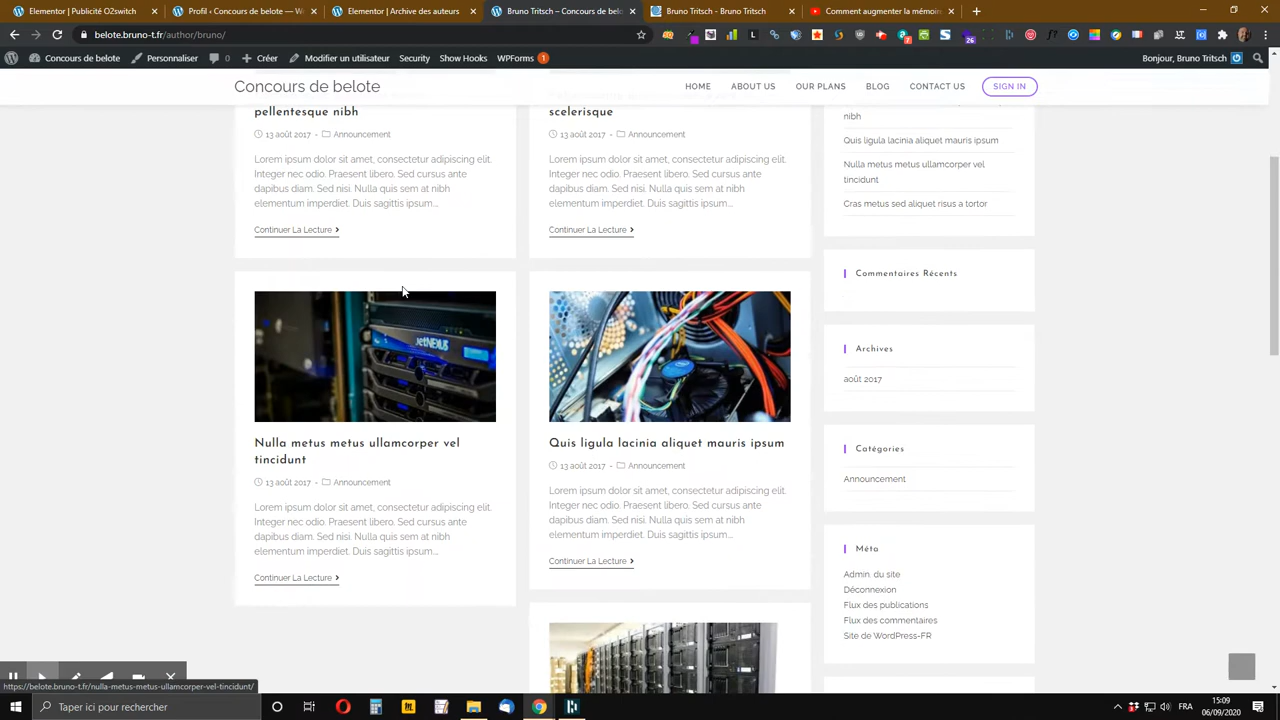 Elementor | Publicité O2switch
Profil ‹ Concours de belote
Elementor | Archive des auteurs
Bruno Tritsch – Concours de belo
Bruno Tritsch - Bruno Tritsch
Comment augmenter la mémoire
belote.bruno-t.fr/author/bruno/
Concours de belote
Personnaliser
0
Créer
Modifier un utilisateur
Security
Show Hooks
WPForms
1
Bonjour, Bruno Tritsch
Concours de belote
HOME
ABOUT US
OUR PLANS
BLOG
CONTACT US
SIGN IN
pellentesque nibh
13 août 2017 - Announcement
Lorem ipsum dolor sit amet, consectetur adipiscing elit.
Integer nec odio. Praesent libero. Sed cursus ante
dapibus diam. Sed nisi. Nulla quis sem at nibh
elementum imperdiet. Duis sagittis ipsum…
Continuer La Lecture
scelerisque
13 août 2017 - Announcement
Lorem ipsum dolor sit amet, consectetur adipiscing elit.
Integer nec odio. Praesent libero. Sed cursus ante
dapibus diam. Sed nisi. Nulla quis sem at nibh
elementum imperdiet. Duis sagittis ipsum…
Continuer La Lecture
jetNEXUS
Nulla metus metus ullamcorper vel
tincidunt
13 août 2017 - Announcement
Lorem ipsum dolor sit amet, consectetur adipiscing elit.
Integer nec odio. Praesent libero. Sed cursus ante
dapibus diam. Sed nisi. Nulla quis sem at nibh
elementum imperdiet. Duis sagittis ipsum…
Continuer La Lecture
Quis ligula lacinia aliquet mauris ipsum
13 août 2017 - Announcement
Lorem ipsum dolor sit amet, consectetur adipiscing elit.
Integer nec odio. Praesent libero. Sed cursus ante
dapibus diam. Sed nisi. Nulla quis sem at nibh
elementum imperdiet. Duis sagittis ipsum…
Continuer La Lecture
nibh
Quis ligula lacinia aliquet mauris ipsum
Nulla metus metus ullamcorper vel
tincidunt
Cras metus sed aliquet risus a tortor
Commentaires Récents
Archives
août 2017
Catégories
Announcement
Méta
Admin. du site
Déconnexion
Flux des publications
Flux des commentaires
Site de WordPress-FR
https://belote.bruno-t.fr/nulla-metus-metus-ullamcorper-vel-tincidunt/
Taper ici pour rechercher
FRA
15:09
06/09/2020